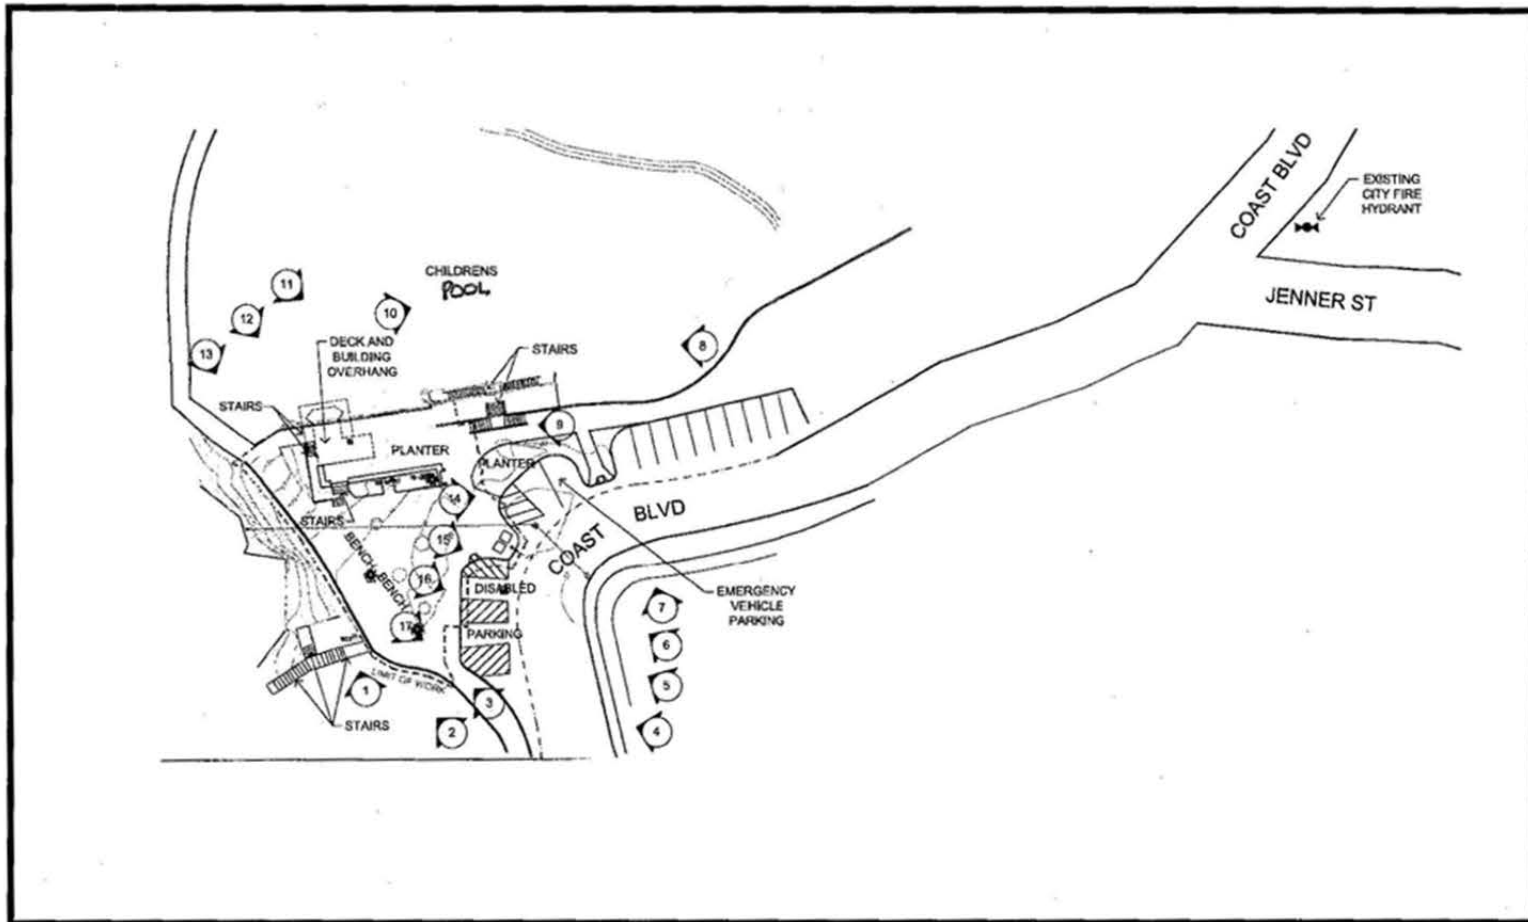 COAST BLVD
EXISTING
CITY FIRE
HYDRANT
JENNER ST
CHILDRENS
POOL
11
10
12
13
8
DECK AND
BUILDING
OVERHANG
STAIRS
STAIRS
9
PLANTER
PLANTER
14
STAIRS
BLVD
COAST
15
BENCH
BENCH
16
DISABLED
PARKING
17
EMERGENCY
VEHICLE
PARKING
7
6
5
4
LIMIT OF WORK
1
3
2
STAIRS